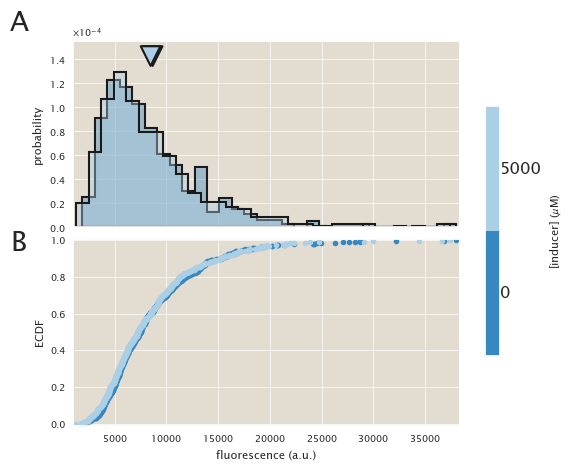 A
×10⁻⁴
1.4
1.2
1.0
0.8
0.6
0.4
0.2
0.0
probability
B
1.0
0.8
0.6
0.4
0.2
0.0
ECDF
5000 10000 15000 20000 25000 30000 35000
fluorescence (a.u.)
5000
0
[inducer] (μM)